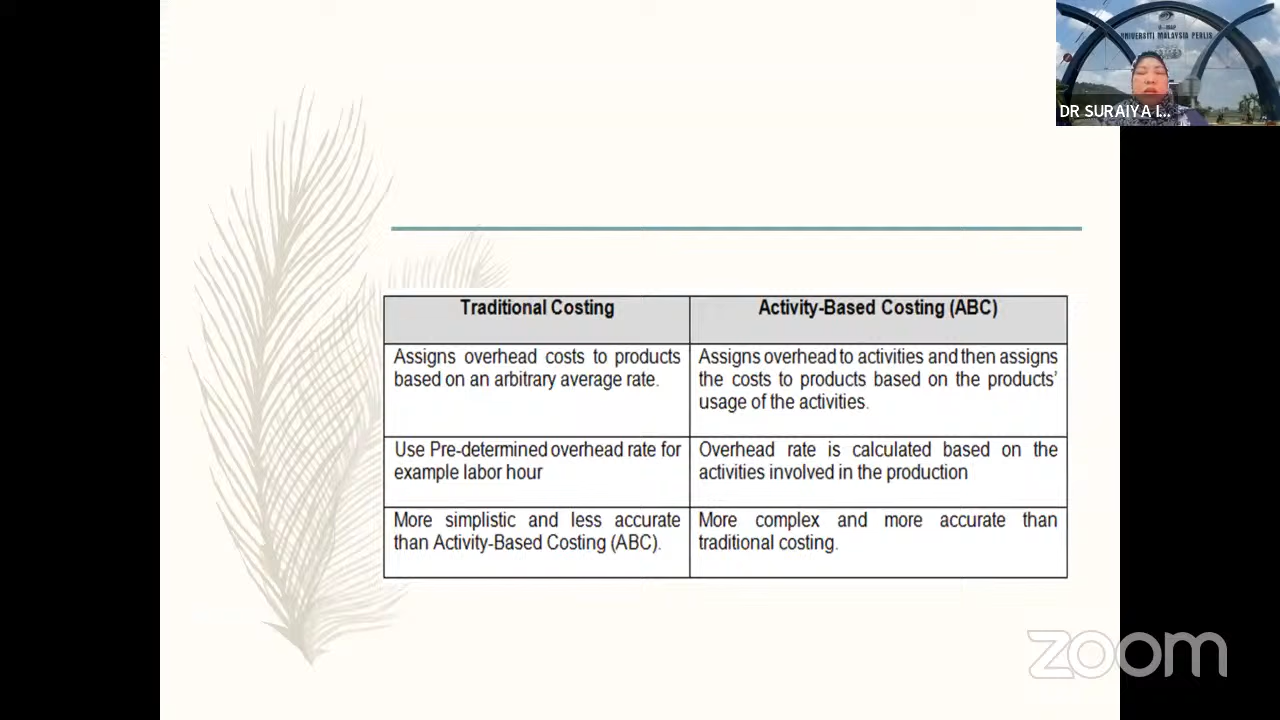 UNIVERSITI MALAYSIA PERLIS
DR SURAIYA I...
Traditional Costing
Activity-Based Costing (ABC)
Assigns overhead costs to products
based on an arbitrary average rate.
Assigns overhead to activities and then assigns
the costs to products based on the products’
usage of the activities.
Use Pre-determined overhead rate for
example labor hour
Overhead rate is calculated based on the
activities involved in the production
More simplistic and less accurate
than Activity-Based Costing (ABC).
More complex and more accurate than
traditional costing.
zoom